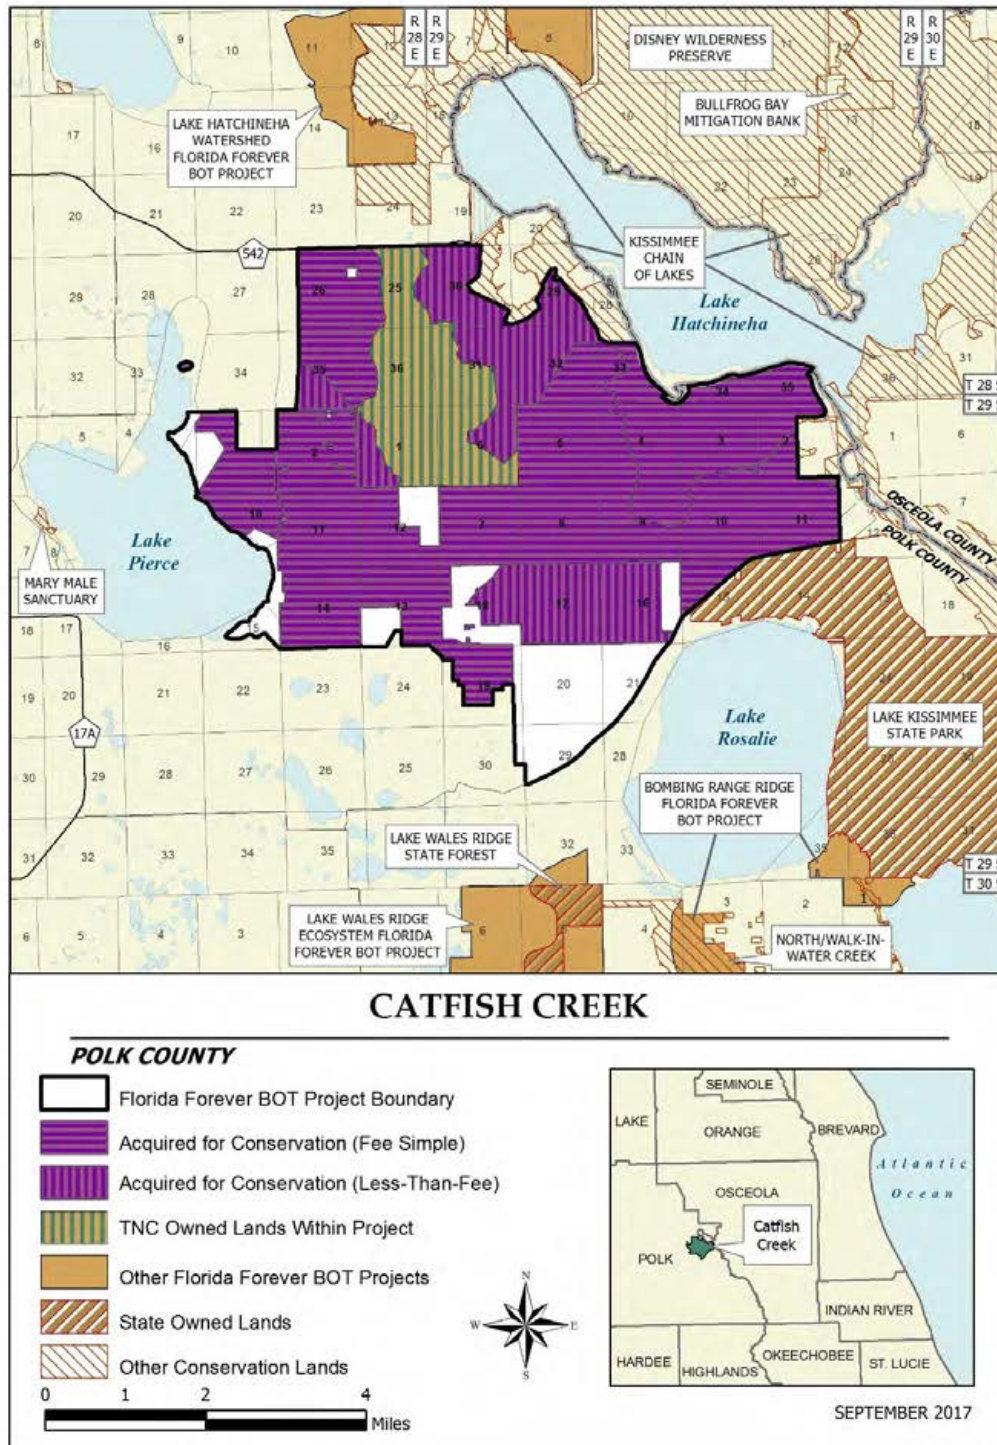 R
28
E
R
29
E
R
29
E
R
30
E
DISNEY WILDERNESS
PRESERVE
BULLFROG BAY
MITIGATION BANK
LAKE HATCHINEHA
WATERSHED
FLORIDA FOREVER
BOT PROJECT
542
KISSIMMEE
CHAIN
OF LAKES
Lake
Hatchineha
T 28 S
T 29 S
OSCEOLA COUNTY
POLK COUNTY
Lake
Pierce
MARY MALE
SANCTUARY
17A
Lake
Rosalie
LAKE KISSIMMEE
STATE PARK
BOMBING RANGE RIDGE
FLORIDA FOREVER
BOT PROJECT
LAKE WALES RIDGE
STATE FOREST
T 29 S
T 30 S
LAKE WALES RIDGE
ECOSYSTEM FLORIDA
FOREVER BOT PROJECT
NORTH/WALK-IN-
WATER CREEK
CATFISH CREEK
POLK COUNTY
Florida Forever BOT Project Boundary
Acquired for Conservation (Fee Simple)
Acquired for Conservation (Less-Than-Fee)
TNC Owned Lands Within Project
Other Florida Forever BOT Projects
State Owned Lands
Other Conservation Lands
0 1 2 4
Miles
N
W E
S
SEMINOLE
LAKE
ORANGE
BREVARD
Atlantic
Ocean
OSCEOLA
Catfish
Creek
POLK
INDIAN RIVER
HARDEE
HIGHLANDS
OKEECHOBEE
ST. LUCIE
SEPTEMBER 2017